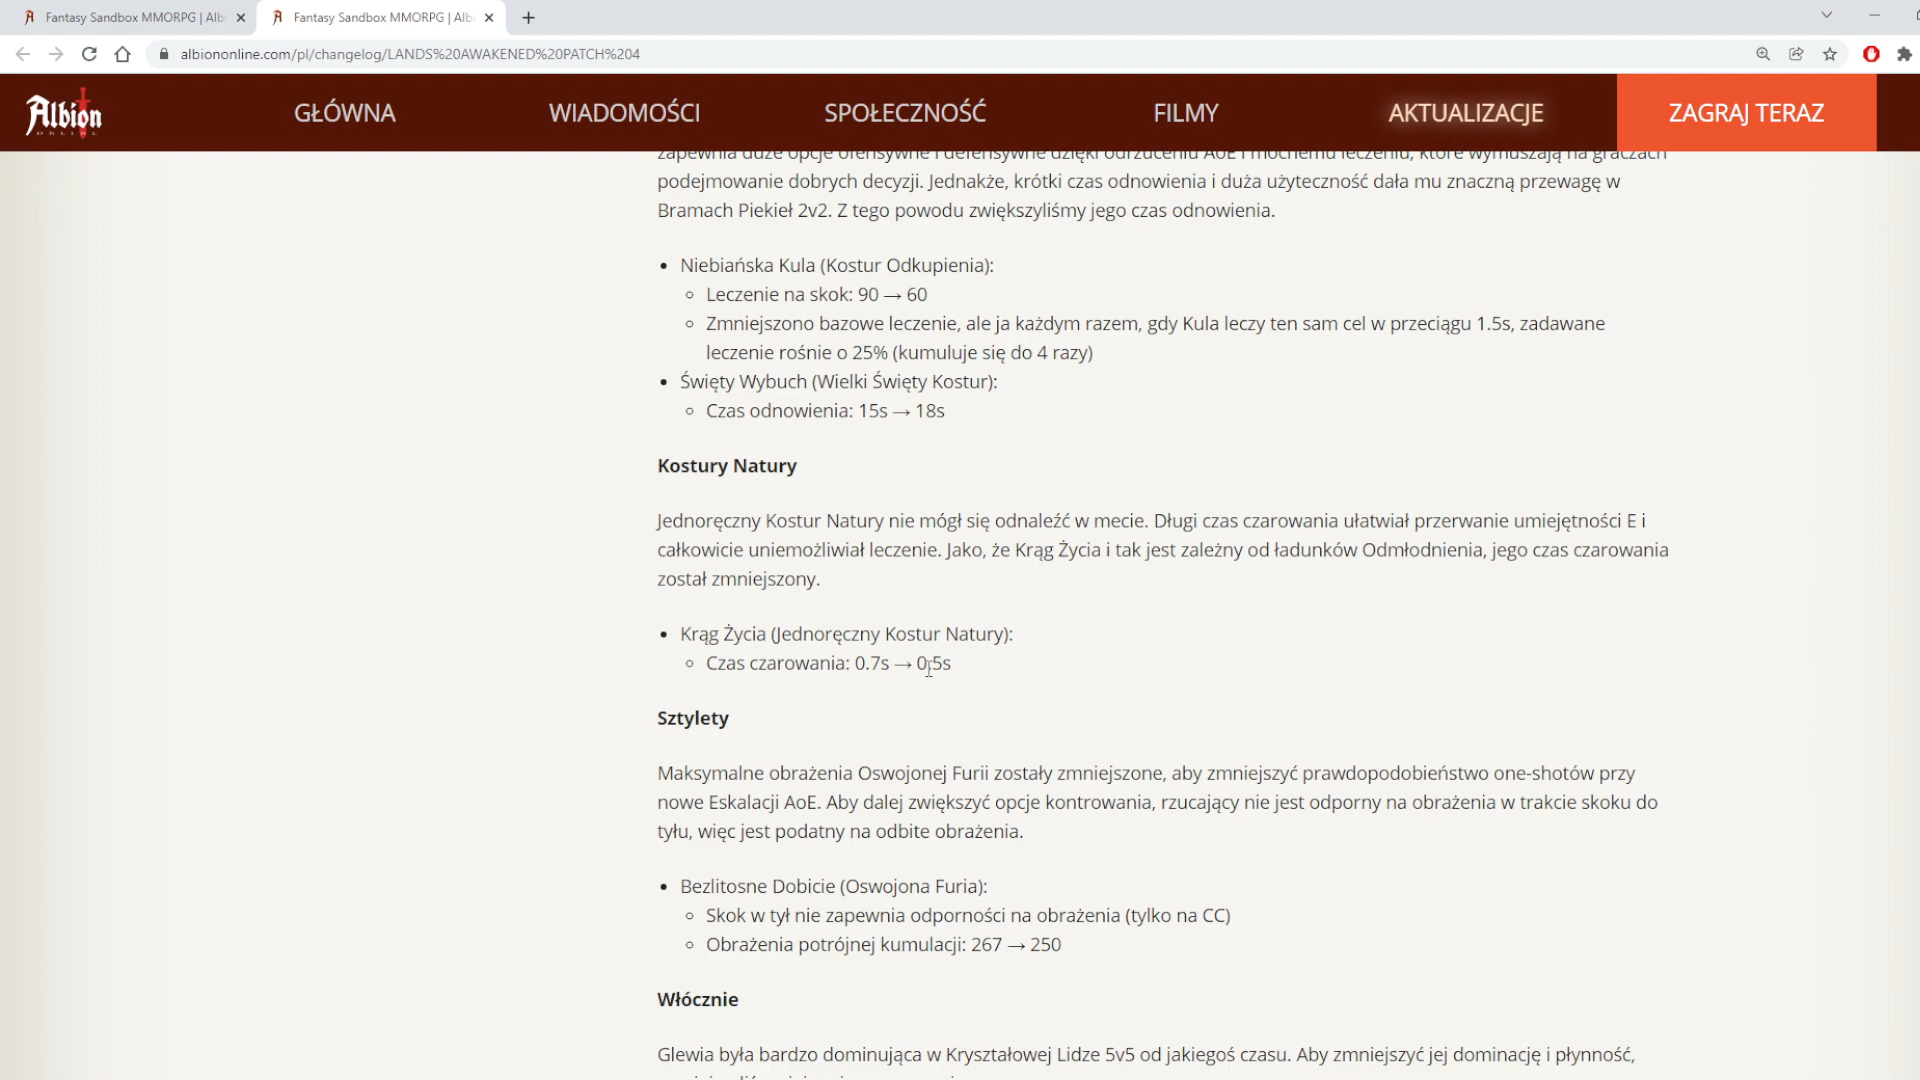 Fantasy Sandbox MMORPG | Alb
Fantasy Sandbox MMORPG | Alb
albiononline.com/pl/changelog/LANDS%20AWAKENED%20PATCH%204
Albion
ONLINE
GŁÓWNA
WIADOMOŚCI
SPOŁECZNOŚĆ
FILMY
AKTUALIZACJE
ZAGRAJ TERAZ
zapewnia duże opcje ofensywne i defensywne dzięki odrzuceniu AoE i mocnemu leczeniu, które wymuszają na graczach
podejmowanie dobrych decyzji. Jednakże, krótki czas odnowienia i duża użyteczność dała mu znaczną przewagę w
Bramach Piekieł 2v2. Z tego powodu zwiększyliśmy jego czas odnowienia.
Niebiańska Kula (Kostur Odkupienia):
Leczenie na skok: 90 → 60
Zmniejszono bazowe leczenie, ale ja każdym razem, gdy Kula leczy ten sam cel w przeciągu 1.5s, zadawane
leczenie rośnie o 25% (kumuluje się do 4 razy)
Święty Wybuch (Wielki Święty Kostur):
Czas odnowienia: 15s → 18s
Kostury Natury
Jednoręczny Kostur Natury nie mógł się odnaleźć w mecie. Długi czas czarowania ułatwiał przerwanie umiejętności E i
całkowicie uniemożliwiał leczenie. Jako, że Krąg Życia i tak jest zależny od ładunków Odmłodnienia, jego czas czarowania
został zmniejszony.
Krąg Życia (Jednoręczny Kostur Natury):
Czas czarowania: 0.7s → 0.5s
Sztylety
Maksymalne obrażenia Oswojonej Furii zostały zmniejszone, aby zmniejszyć prawdopodobieństwo one-shotów przy
nowe Eskalacji AoE. Aby dalej zwiększyć opcje kontrowania, rzucający nie jest odporny na obrażenia w trakcie skoku do
tyłu, więc jest podatny na odbite obrażenia.
Bezlitosne Dobicie (Oswojona Furia):
Skok w tył nie zapewnia odporności na obrażenia (tylko na CC)
Obrażenia potrójnej kumulacji: 267 → 250
Włócznie
Glewia była bardzo dominująca w Kryształowej Lidze 5v5 od jakiegoś czasu. Aby zmniejszyć jej dominację i płynność,